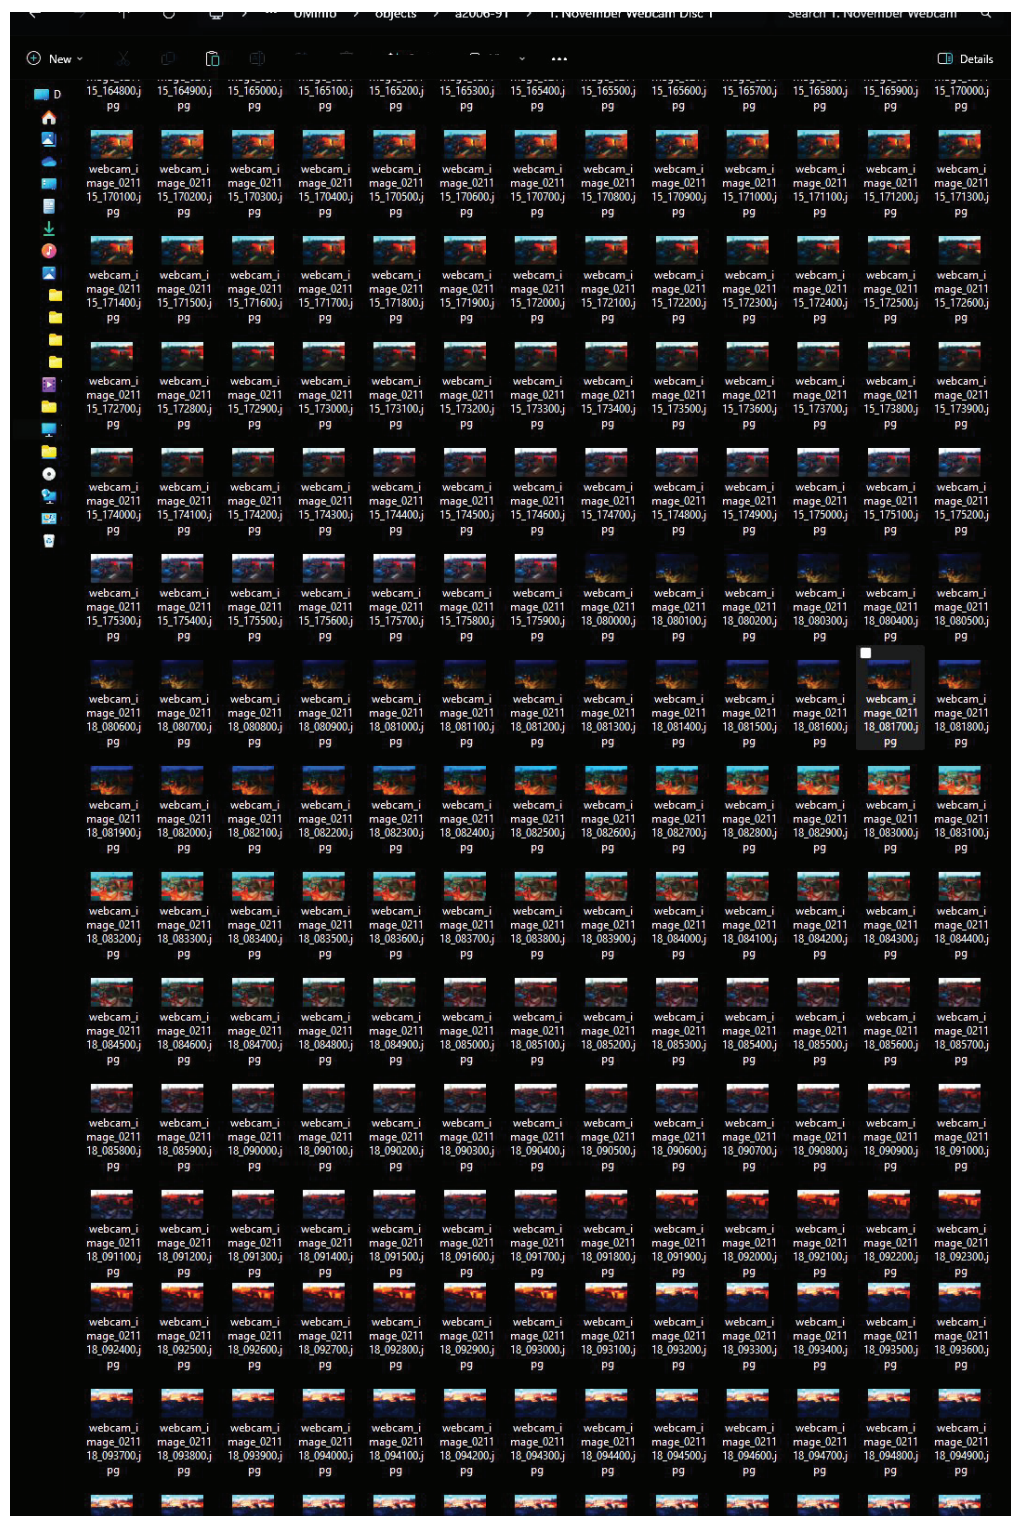 UMinfo > objects > a2006-91 > 1. November Webcam Disc 1 Search 1. November Webcam
New Details
D
15_164800.j 15_164900.j 15_165000.j 15_165100.j 15_165200.j 15_165300.j 15_165400.j 15_165500.j 15_165600.j 15_165700.j 15_165800.j 15_165900.j 15_170000.j
pg pg pg pg pg pg pg pg pg pg pg pg pg
webcam_i webcam_i webcam_i webcam_i webcam_i webcam_i webcam_i webcam_i webcam_i webcam_i webcam_i webcam_i webcam_i
mage_0211 mage_0211 mage_0211 mage_0211 mage_0211 mage_0211 mage_0211 mage_0211 mage_0211 mage_0211 mage_0211 mage_0211 mage_0211
15_170100.j 15_170200.j 15_170300.j 15_170400.j 15_170500.j 15_170600.j 15_170700.j 15_170800.j 15_170900.j 15_171000.j 15_171100.j 15_171200.j 15_171300.j
pg pg pg pg pg pg pg pg pg pg pg pg pg
webcam_i webcam_i webcam_i webcam_i webcam_i webcam_i webcam_i webcam_i webcam_i webcam_i webcam_i webcam_i webcam_i
mage_0211 mage_0211 mage_0211 mage_0211 mage_0211 mage_0211 mage_0211 mage_0211 mage_0211 mage_0211 mage_0211 mage_0211 mage_0211
15_171400.j 15_171500.j 15_171600.j 15_171700.j 15_171800.j 15_171900.j 15_172000.j 15_172100.j 15_172200.j 15_172300.j 15_172400.j 15_172500.j 15_172600.j
pg pg pg pg pg pg pg pg pg pg pg pg pg
webcam_i webcam_i webcam_i webcam_i webcam_i webcam_i webcam_i webcam_i webcam_i webcam_i webcam_i webcam_i webcam_i
mage_0211 mage_0211 mage_0211 mage_0211 mage_0211 mage_0211 mage_0211 mage_0211 mage_0211 mage_0211 mage_0211 mage_0211 mage_0211
15_172700.j 15_172800.j 15_172900.j 15_173000.j 15_173100.j 15_173200.j 15_173300.j 15_173400.j 15_173500.j 15_173600.j 15_173700.j 15_173800.j 15_173900.j
pg pg pg pg pg pg pg pg pg pg pg pg pg
webcam_i webcam_i webcam_i webcam_i webcam_i webcam_i webcam_i webcam_i webcam_i webcam_i webcam_i webcam_i webcam_i
mage_0211 mage_0211 mage_0211 mage_0211 mage_0211 mage_0211 mage_0211 mage_0211 mage_0211 mage_0211 mage_0211 mage_0211 mage_0211
15_174000.j 15_174100.j 15_174200.j 15_174300.j 15_174400.j 15_174500.j 15_174600.j 15_174700.j 15_174800.j 15_174900.j 15_175000.j 15_175100.j 15_175200.j
pg pg pg pg pg pg pg pg pg pg pg pg pg
webcam_i webcam_i webcam_i webcam_i webcam_i webcam_i webcam_i webcam_i webcam_i webcam_i webcam_i webcam_i webcam_i
mage_0211 mage_0211 mage_0211 mage_0211 mage_0211 mage_0211 mage_0211 mage_0211 mage_0211 mage_0211 mage_0211 mage_0211 mage_0211
15_175300.j 15_175400.j 15_175500.j 15_175600.j 15_175700.j 15_175800.j 15_175900.j 18_080000.j 18_080100.j 18_080200.j 18_080300.j 18_080400.j 18_080500.j
pg pg pg pg pg pg pg pg pg pg pg pg pg
webcam_i webcam_i webcam_i webcam_i webcam_i webcam_i webcam_i webcam_i webcam_i webcam_i webcam_i webcam_i webcam_i
mage_0211 mage_0211 mage_0211 mage_0211 mage_0211 mage_0211 mage_0211 mage_0211 mage_0211 mage_0211 mage_0211 mage_0211 mage_0211
18_080600.j 18_080700.j 18_080800.j 18_080900.j 18_081000.j 18_081100.j 18_081200.j 18_081300.j 18_081400.j 18_081500.j 18_081600.j 18_081700.j 18_081800.j
pg pg pg pg pg pg pg pg pg pg pg pg pg
webcam_i webcam_i webcam_i webcam_i webcam_i webcam_i webcam_i webcam_i webcam_i webcam_i webcam_i webcam_i webcam_i
mage_0211 mage_0211 mage_0211 mage_0211 mage_0211 mage_0211 mage_0211 mage_0211 mage_0211 mage_0211 mage_0211 mage_0211 mage_0211
18_081900.j 18_082000.j 18_082100.j 18_082200.j 18_082300.j 18_082400.j 18_082500.j 18_082600.j 18_082700.j 18_082800.j 18_082900.j 18_083000.j 18_083100.j
pg pg pg pg pg pg pg pg pg pg pg pg pg
webcam_i webcam_i webcam_i webcam_i webcam_i webcam_i webcam_i webcam_i webcam_i webcam_i webcam_i webcam_i webcam_i
mage_0211 mage_0211 mage_0211 mage_0211 mage_0211 mage_0211 mage_0211 mage_0211 mage_0211 mage_0211 mage_0211 mage_0211 mage_0211
18_083200.j 18_083300.j 18_083400.j 18_083500.j 18_083600.j 18_083700.j 18_083800.j 18_083900.j 18_084000.j 18_084100.j 18_084200.j 18_084300.j 18_084400.j
pg pg pg pg pg pg pg pg pg pg pg pg pg
webcam_i webcam_i webcam_i webcam_i webcam_i webcam_i webcam_i webcam_i webcam_i webcam_i webcam_i webcam_i webcam_i
mage_0211 mage_0211 mage_0211 mage_0211 mage_0211 mage_0211 mage_0211 mage_0211 mage_0211 mage_0211 mage_0211 mage_0211 mage_0211
18_084500.j 18_084600.j 18_084700.j 18_084800.j 18_084900.j 18_085000.j 18_085100.j 18_085200.j 18_085300.j 18_085400.j 18_085500.j 18_085600.j 18_085700.j
pg pg pg pg pg pg pg pg pg pg pg pg pg
webcam_i webcam_i webcam_i webcam_i webcam_i webcam_i webcam_i webcam_i webcam_i webcam_i webcam_i webcam_i webcam_i
mage_0211 mage_0211 mage_0211 mage_0211 mage_0211 mage_0211 mage_0211 mage_0211 mage_0211 mage_0211 mage_0211 mage_0211 mage_0211
18_085800.j 18_085900.j 18_090000.j 18_090100.j 18_090200.j 18_090300.j 18_090400.j 18_090500.j 18_090600.j 18_090700.j 18_090800.j 18_090900.j 18_091000.j
pg pg pg pg pg pg pg pg pg pg pg pg pg
webcam_i webcam_i webcam_i webcam_i webcam_i webcam_i webcam_i webcam_i webcam_i webcam_i webcam_i webcam_i webcam_i
mage_0211 mage_0211 mage_0211 mage_0211 mage_0211 mage_0211 mage_0211 mage_0211 mage_0211 mage_0211 mage_0211 mage_0211 mage_0211
18_091100.j 18_091200.j 18_091300.j 18_091400.j 18_091500.j 18_091600.j 18_091700.j 18_091800.j 18_091900.j 18_092000.j 18_092100.j 18_092200.j 18_092300.j
pg pg pg pg pg pg pg pg pg pg pg pg pg
webcam_i webcam_i webcam_i webcam_i webcam_i webcam_i webcam_i webcam_i webcam_i webcam_i webcam_i webcam_i webcam_i
mage_0211 mage_0211 mage_0211 mage_0211 mage_0211 mage_0211 mage_0211 mage_0211 mage_0211 mage_0211 mage_0211 mage_0211 mage_0211
18_092400.j 18_092500.j 18_092600.j 18_092700.j 18_092800.j 18_092900.j 18_093000.j 18_093100.j 18_093200.j 18_093300.j 18_093400.j 18_093500.j 18_093600.j
pg pg pg pg pg pg pg pg pg pg pg pg pg
webcam_i webcam_i webcam_i webcam_i webcam_i webcam_i webcam_i webcam_i webcam_i webcam_i webcam_i webcam_i webcam_i
mage_0211 mage_0211 mage_0211 mage_0211 mage_0211 mage_0211 mage_0211 mage_0211 mage_0211 mage_0211 mage_0211 mage_0211 mage_0211
18_093700.j 18_093800.j 18_093900.j 18_094000.j 18_094100.j 18_094200.j 18_094300.j 18_094400.j 18_094500.j 18_094600.j 18_094700.j 18_094800.j 18_094900.j
pg pg pg pg pg pg pg pg pg pg pg pg pg